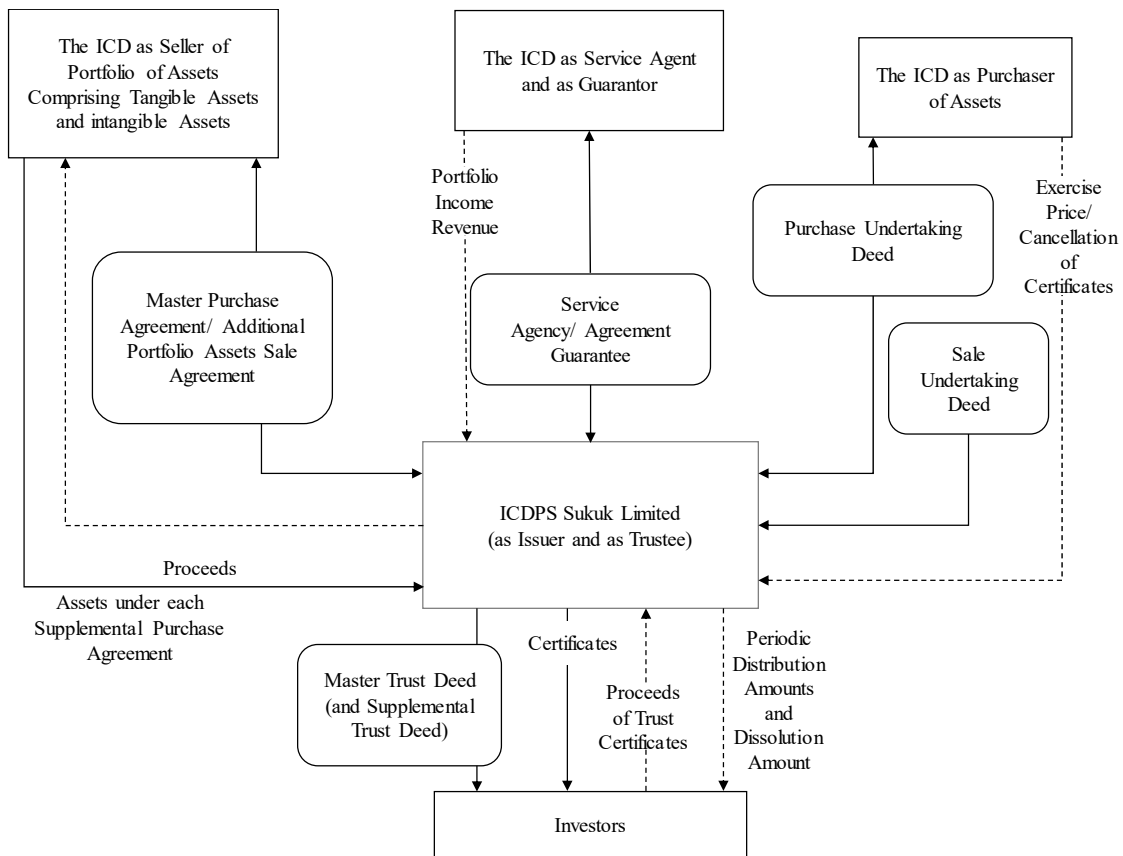 The ICD as Seller of
Portfolio of Assets
Comprising Tangible Assets
and intangible Assets
The ICD as Service Agent
and as Guarantor
The ICD as Purchaser
of Assets
Portfolio
Income
Revenue
Exercise
Price/
Cancellation
of
Certificates
Purchase Undertaking
Deed
Master Purchase
Agreement/ Additional
Portfolio Assets Sale
Agreement
Service
Agency/ Agreement
Guarantee
Sale
Undertaking
Deed
ICDPS Sukuk Limited
(as Issuer and as Trustee)
Proceeds
Assets under each
Supplemental Purchase
Agreement
Master Trust Deed
(and Supplemental
Trust Deed)
Certificates
Proceeds
of Trust
Certificates
Periodic
Distribution
Amounts
and
Dissolution
Amount
Investors